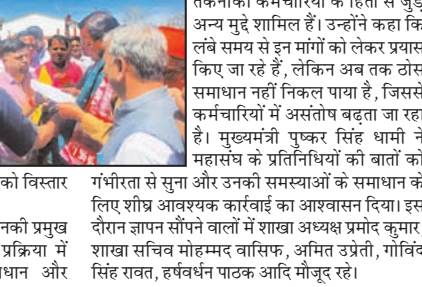 तकनीकी कर्मचारियों के हितों से जुड़े
अन्य मुद्दे शामिल हैं। उन्होंने कहा कि
लंबे समय से इन मांगों को लेकर प्रयास
किए जा रहे हैं, लेकिन अब तक ठोस
समाधान नहीं निकल पाया है, जिससे
कर्मचारियों में असंतोष बढ़ता जा रहा
है। मुख्यमंत्री पुष्कर सिंह धामी ने
महासंघ के प्रतिनिधियों की बातों को
गंभीरता से सुना और उनकी समस्याओं के समाधान के
लिए शीघ्र आवश्यक कार्रवाई का आश्वासन दिया। इस
दौरान ज्ञापन सौंपने वालों में शाखा अध्यक्ष प्रमोद कुमार,
शाखा सचिव मोहम्मद वासिफ, अमित उप्रेती, गोविंद
सिंह रावत, हर्षवर्धन पाठक आदि मौजूद रहे।
को विस्तार
नकी प्रमुख
प्रक्रिया में
धान और